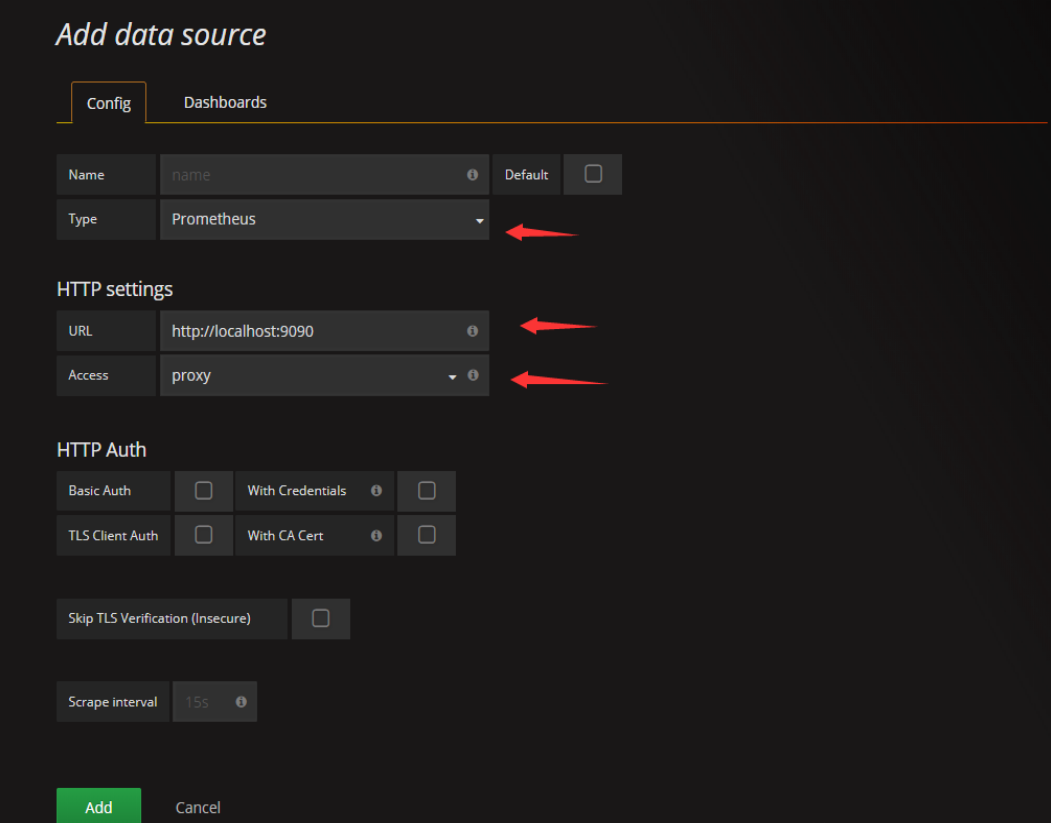 Add data source
Config Dashboards
Name name Default
Type Prometheus
HTTP settings
URL http://localhost:9090
Access proxy
HTTP Auth
Basic Auth With Credentials
TLS Client Auth With CA Cert
Skip TLS Verification (Insecure)
Scrape interval 15s
Add Cancel